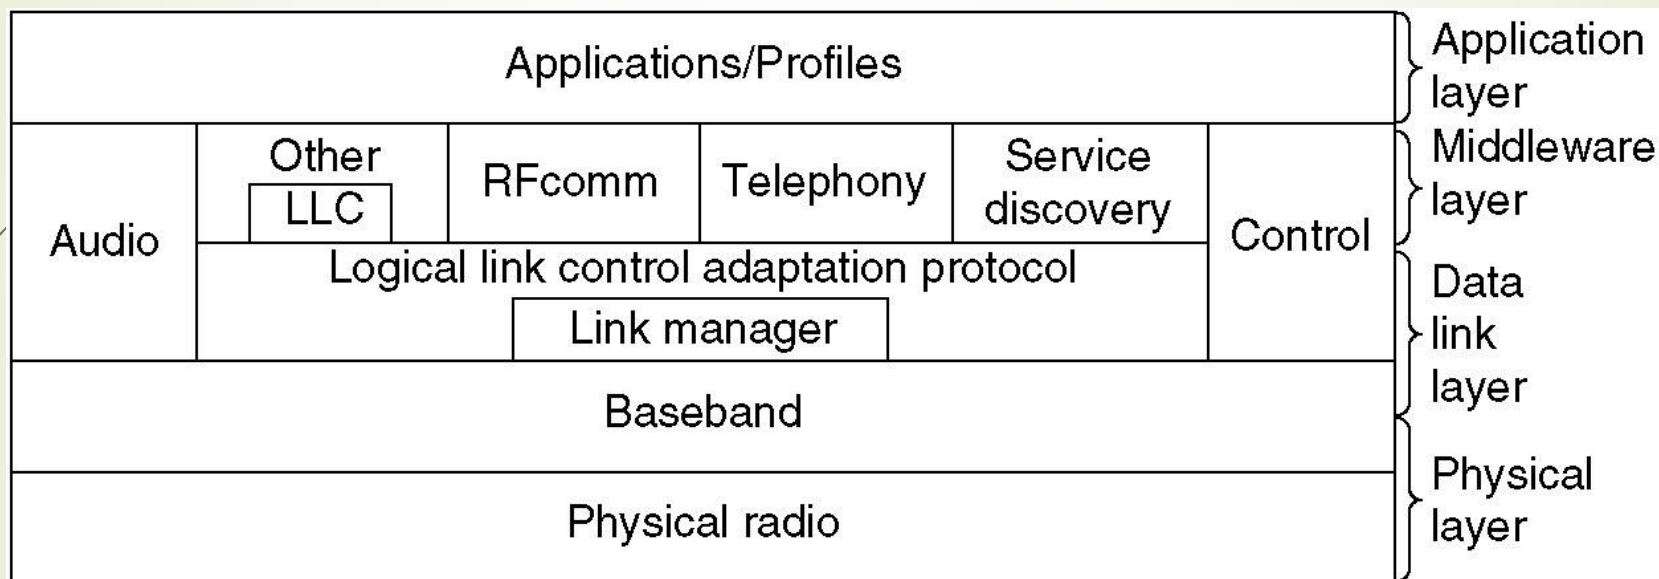 Applications/Profiles
Application
layer
Audio
Other
LLC
RFcomm
Telephony
Service
discovery
Control
Middleware
layer
Logical link control adaptation protocol
Link manager
Data
link
layer
Baseband
Physical radio
Physical
layer